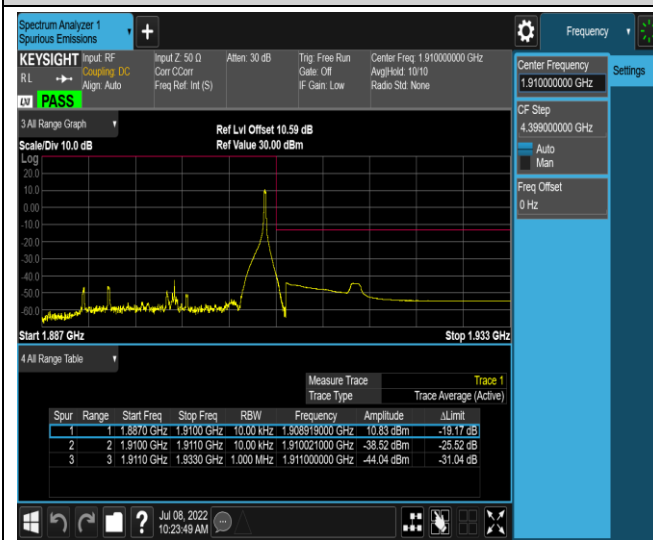 Spectrum Analyzer 1
Spurious Emissions
Frequency
KEYSIGHT Input: RF Input Z: 50 Ω Atten: 30 dB Trig: Free Run Center Freq: 1.910000000 GHz
RL Coupling: DC Corr CCorr Gate: Off Avg|Hold: 10/10
Align: Auto Freq Ref: Int (S) IF Gain: Low Radio Std: None
LXI PASS
3 All Range Graph
Ref Lvl Offset 10.59 dB
Scale/Div 10.0 dB Ref Value 30.00 dBm
Log
20.0
10.0
0.00
-10.0
-20.0
-30.0
-40.0
-50.0
-60.0
Start 1.887 GHz Stop 1.933 GHz
4 All Range Table
Measure Trace Trace 1
Trace Type Trace Average (Active)
Spur Range Start Freq Stop Freq RBW Frequency Amplitude ΔLimit
1 1 1.8870 GHz 1.9100 GHz 10.00 kHz 1.908919000 GHz 10.83 dBm -19.17 dB
2 2 1.9100 GHz 1.9110 GHz 10.00 kHz 1.910021000 GHz -38.52 dBm -25.52 dB
3 3 1.9110 GHz 1.9330 GHz 1.000 MHz 1.911000000 GHz -44.04 dBm -31.04 dB
Jul 08, 2022
10:23:49 AM
Center Frequency
1.910000000 GHz
Settings
CF Step
4.399000000 GHz
Auto
Man
Freq Offset
0 Hz